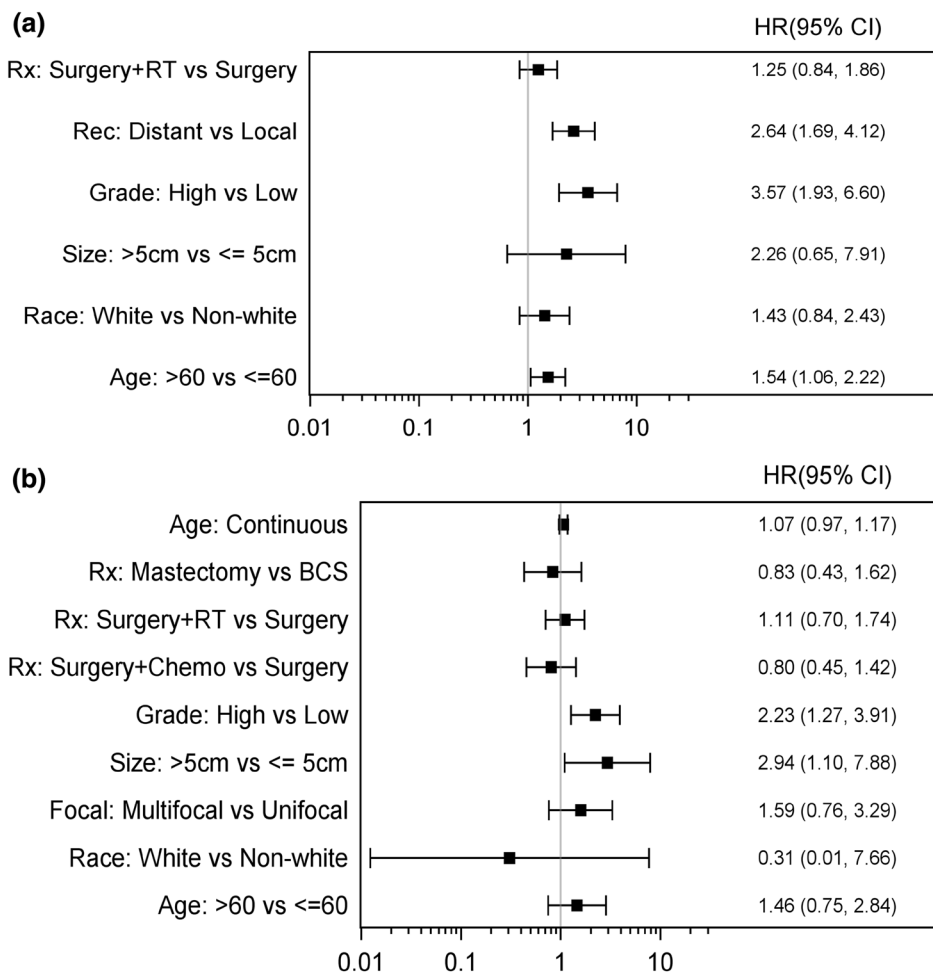 (a)
HR(95% CI)
Rx: Surgery+RT vs Surgery 1.25 (0.84, 1.86)
Rec: Distant vs Local 2.64 (1.69, 4.12)
Grade: High vs Low 3.57 (1.93, 6.60)
Size: >5cm vs <= 5cm 2.26 (0.65, 7.91)
Race: White vs Non-white 1.43 (0.84, 2.43)
Age: >60 vs <=60 1.54 (1.06, 2.22)
0.01 0.1 1 10
(b)
HR(95% CI)
Age: Continuous 1.07 (0.97, 1.17)
Rx: Mastectomy vs BCS 0.83 (0.43, 1.62)
Rx: Surgery+RT vs Surgery 1.11 (0.70, 1.74)
Rx: Surgery+Chemo vs Surgery 0.80 (0.45, 1.42)
Grade: High vs Low 2.23 (1.27, 3.91)
Size: >5cm vs <= 5cm 2.94 (1.10, 7.88)
Focal: Multifocal vs Unifocal 1.59 (0.76, 3.29)
Race: White vs Non-white 0.31 (0.01, 7.66)
Age: >60 vs <=60 1.46 (0.75, 2.84)
0.01 0.1 1 10